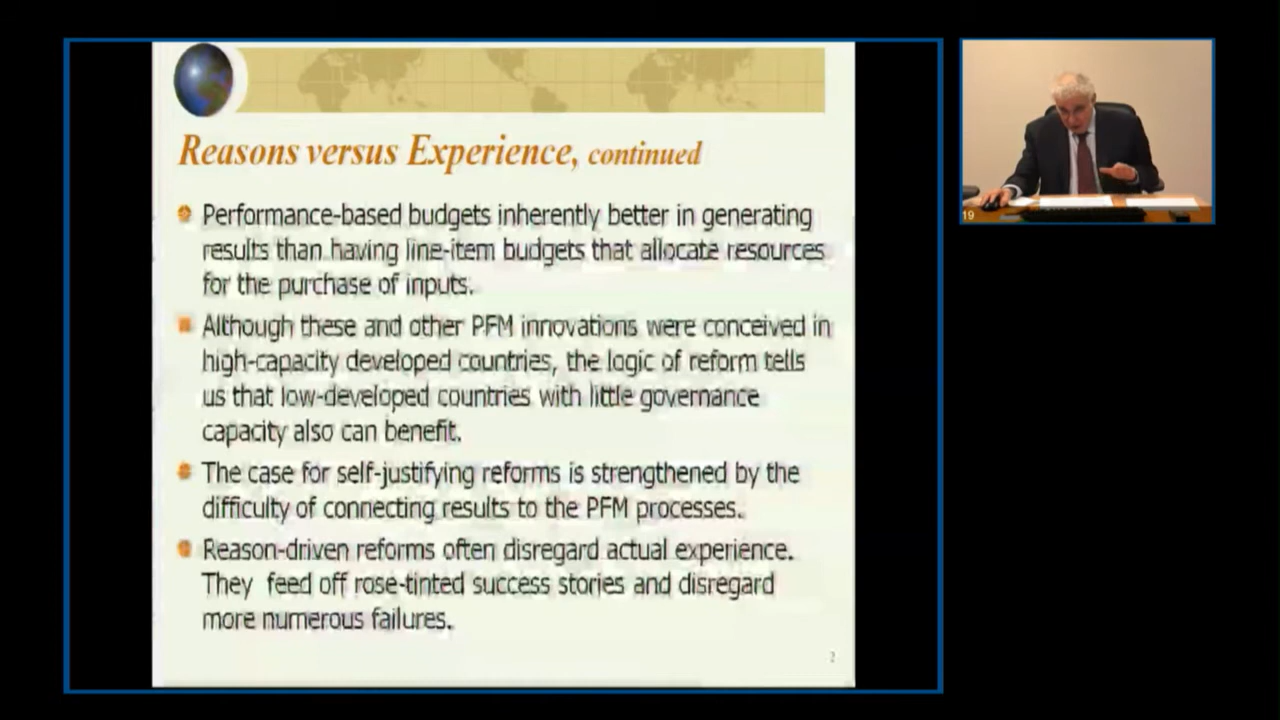 Reasons versus Experience, continued
Performance-based budgets inherently better in generating
results than having line-item budgets that allocate resources
for the purchase of inputs.
Although these and other PFM innovations were conceived in
high-capacity developed countries, the logic of reform tells
us that low-developed countries with little governance
capacity also can benefit.
The case for self-justifying reforms is strengthened by the
difficulty of connecting results to the PFM processes.
Reason-driven reforms often disregard actual experience.
They feed off rose-tinted success stories and disregard
more numerous failures.
19